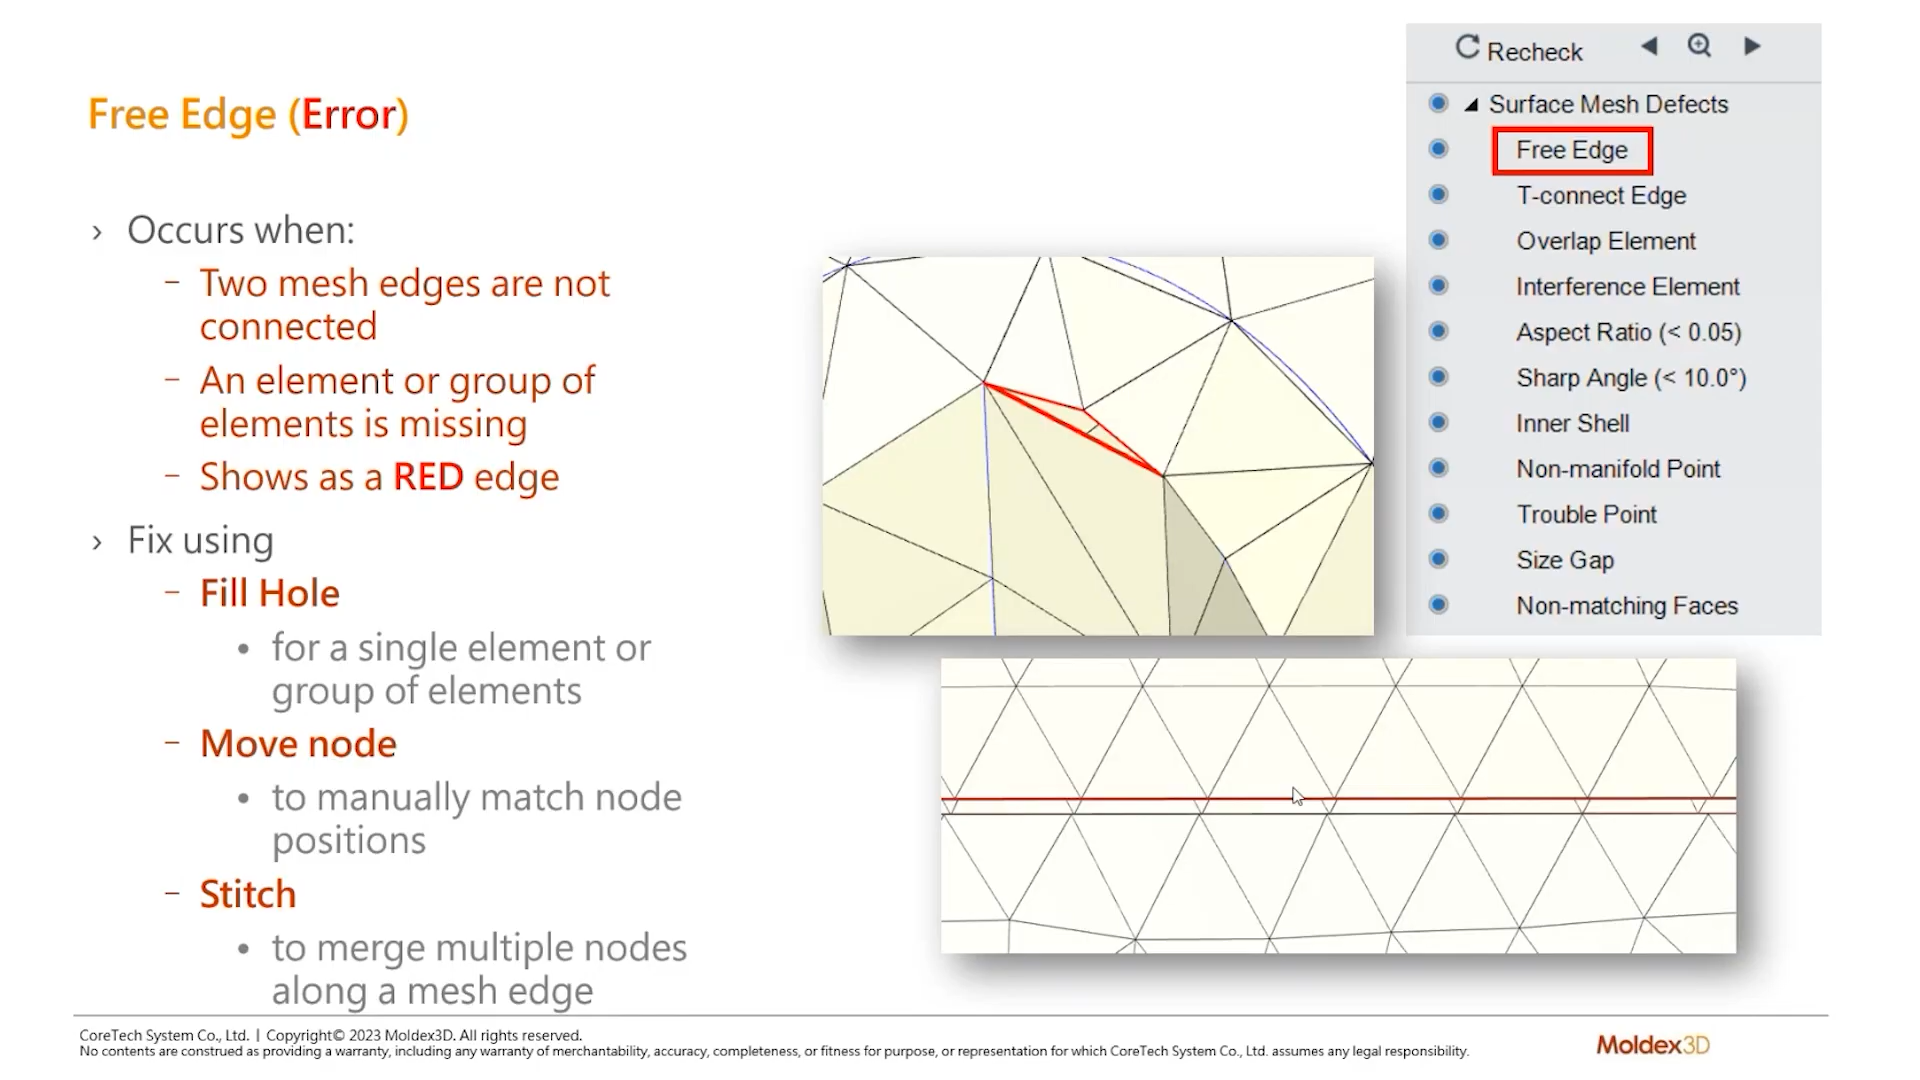 Free Edge (Error)
› Occurs when:
– Two mesh edges are not
connected
– An element or group of
elements is missing
– Shows as a RED edge
› Fix using
– Fill Hole
• for a single element or
group of elements
– Move node
• to manually match node
positions
– Stitch
• to merge multiple nodes
along a mesh edge
Recheck
Surface Mesh Defects
Free Edge
T-connect Edge
Overlap Element
Interference Element
Aspect Ratio (< 0.05)
Sharp Angle (< 10.0°)
Inner Shell
Non-manifold Point
Trouble Point
Size Gap
Non-matching Faces
CoreTech System Co., Ltd. | Copyright© 2023 Moldex3D. All rights reserved.
No contents are construed as providing a warranty, including any warranty of merchantability, accuracy, completeness, or fitness for purpose, or representation for which CoreTech System Co., Ltd. assumes any legal responsibility.
Moldex3D